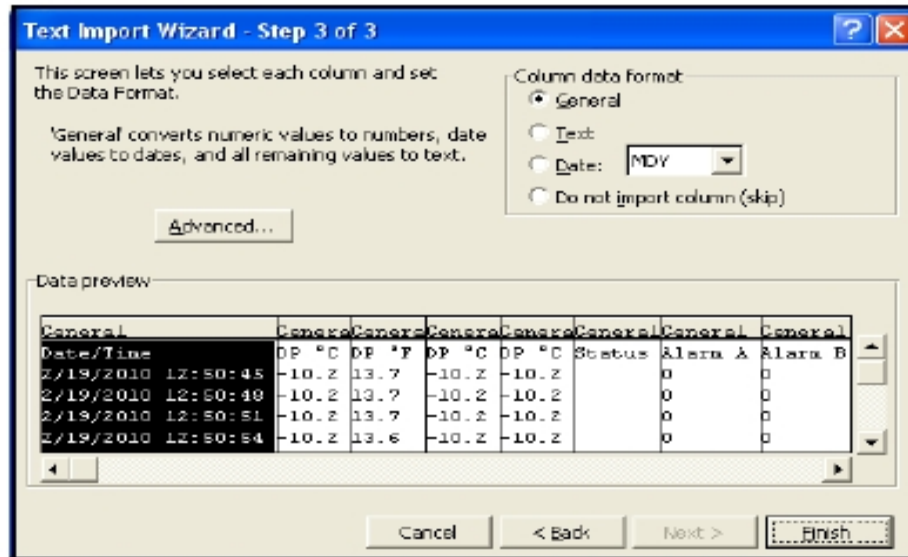 Text Import Wizard - Step 3 of 3
This screen lets you select each column and set
the Data Format.
'General' converts numeric values to numbers, date
values to dates, and all remaining values to text.
Advanced...
Column data format
General
Text
Date: MDY
Do not import column (skip)
Data preview
General Genera Genera Genera Genera General General General
Date/Time DP °C DP °F DP °C DP °C Status Alarm A Alarm B
2/19/2010 12:50:45 -10.2 13.7 -10.2 -10.2 0 0
2/19/2010 12:50:48 -10.2 13.7 -10.2 -10.2 0 0
2/19/2010 12:50:51 -10.2 13.7 -10.2 -10.2 0 0
2/19/2010 12:50:54 -10.2 13.6 -10.2 -10.2 0 0
Cancel < Back Next > Finish